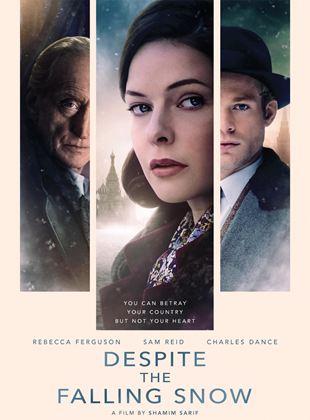 YOU CAN BETRAY
YOUR COUNTRY
BUT NOT YOUR HEART
REBECCA FERGUSON SAM REID CHARLES DANCE
DESPITE
THE
FALLING SNOW
A FILM BY SHAMIM SARIF